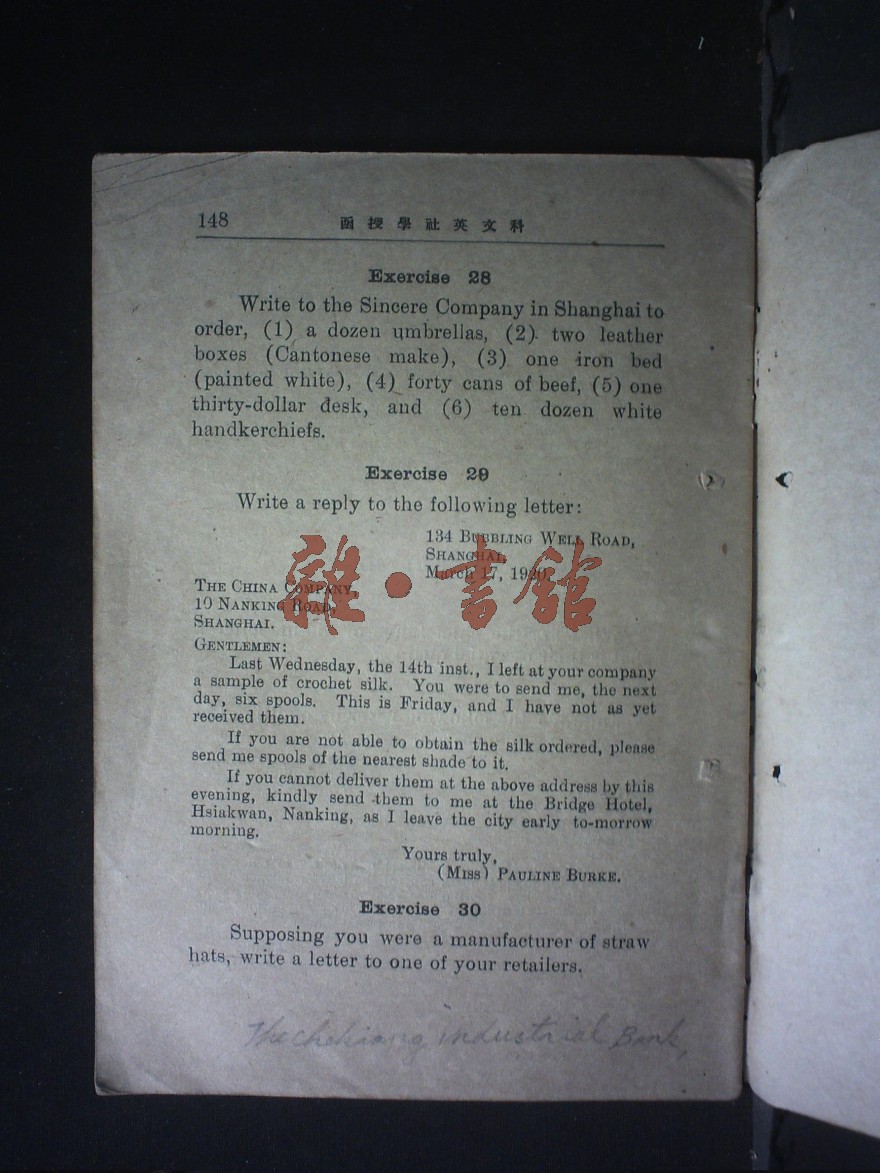 148
函授學社英文科
Exercise 28
Write to the Sincere Company in Shanghai to
order, (1) a dozen umbrellas, (2) two leather
boxes (Cantonese make), (3) one iron bed
(painted white), (4) forty cans of beef, (5) one
thirty-dollar desk, and (6) ten dozen white
handkerchiefs.
Exercise 29
Write a reply to the following letter:
134 BUBBLING WELL ROAD,
SHANGHAI,
March 17, 1920.
THE CHINA COMPANY,
10 NANKING ROAD,
SHANGHAI.
GENTLEMEN:
Last Wednesday, the 14th inst., I left at your company
a sample of crochet silk. You were to send me, the next
day, six spools. This is Friday, and I have not as yet
received them.
If you are not able to obtain the silk ordered, please
send me spools of the nearest shade to it.
If you cannot deliver them at the above address by this
evening, kindly send them to me at the Bridge Hotel,
Hsiakwan, Nanking, as I leave the city early to-morrow
morning.
Yours truly,
(MISS) PAULINE BURKE.
Exercise 30
Supposing you were a manufacturer of straw
hats, write a letter to one of your retailers.
The chekiang industrial Bank,
雜·書館